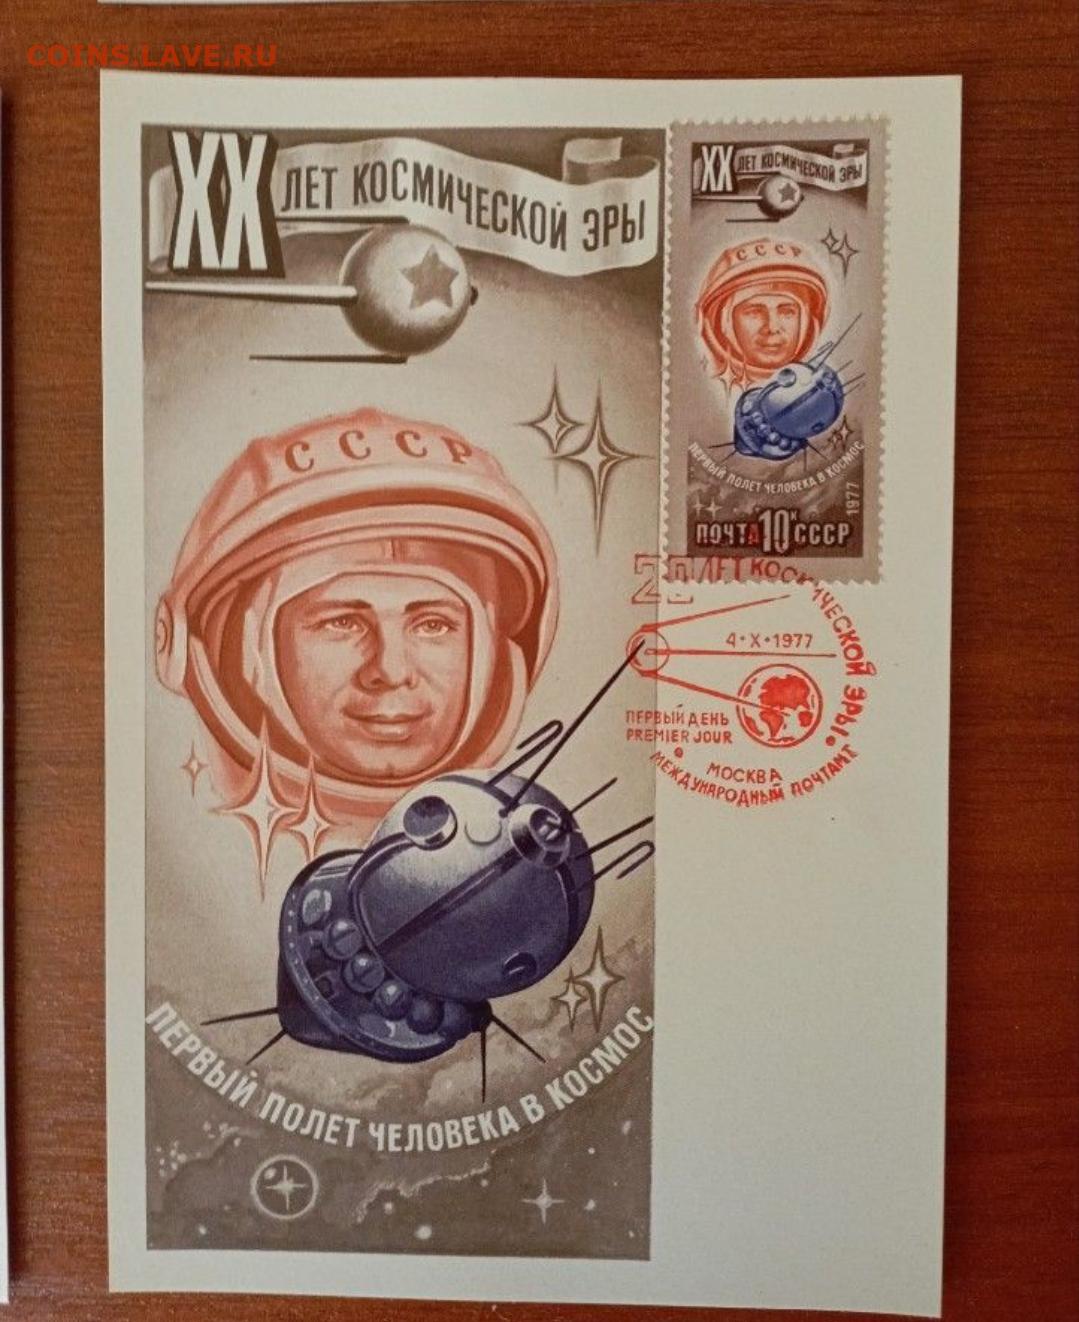 COINS.LAVE.RU
XX ЛЕТ КОСМИЧЕСКОЙ ЭРЫ
СССР
ПЕРВЫЙ ПОЛЕТ ЧЕЛОВЕКА В КОСМОС
XX ЛЕТ КОСМИЧЕСКОЙ ЭРЫ
СССР
ПЕРВЫЙ ПОЛЕТ ЧЕЛОВЕКА В КОСМОС
1977
ПОЧТА 10К СССР
20 ЛЕТ КОСМИЧЕСКОЙ ЭРЫ
4·X·1977
ПЕРВЫЙ ДЕНЬ
PREMIER JOUR
МОСКВА
МЕЖДУНАРОДНЫЙ ПОЧТАМТ